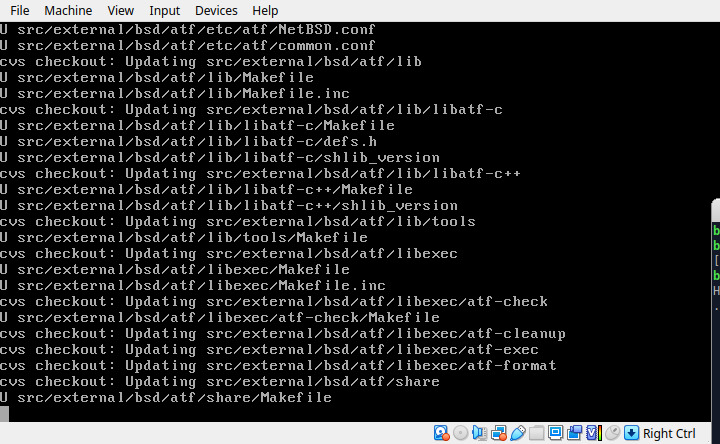 File Machine View Input Devices Help
U src/external/bsd/atf/etc/atf/NetBSD.conf
U src/external/bsd/atf/etc/atf/common.conf
cvs checkout: Updating src/external/bsd/atf/lib
U src/external/bsd/atf/lib/Makefile
U src/external/bsd/atf/lib/Makefile.inc
cvs checkout: Updating src/external/bsd/atf/lib/libatf-c
U src/external/bsd/atf/lib/libatf-c/Makefile
U src/external/bsd/atf/lib/libatf-c/defs.h
U src/external/bsd/atf/lib/libatf-c/shlib_version
cvs checkout: Updating src/external/bsd/atf/lib/libatf-c++
U src/external/bsd/atf/lib/libatf-c++/Makefile
U src/external/bsd/atf/lib/libatf-c++/shlib_version
cvs checkout: Updating src/external/bsd/atf/lib/tools
U src/external/bsd/atf/lib/tools/Makefile
cvs checkout: Updating src/external/bsd/atf/libexec
U src/external/bsd/atf/libexec/Makefile
U src/external/bsd/atf/libexec/Makefile.inc
cvs checkout: Updating src/external/bsd/atf/libexec/atf-check
U src/external/bsd/atf/libexec/atf-check/Makefile
cvs checkout: Updating src/external/bsd/atf/libexec/atf-cleanup
cvs checkout: Updating src/external/bsd/atf/libexec/atf-exec
cvs checkout: Updating src/external/bsd/atf/libexec/atf-format
cvs checkout: Updating src/external/bsd/atf/share
U src/external/bsd/atf/share/Makefile
b
b
[
b
H
.
Right Ctrl